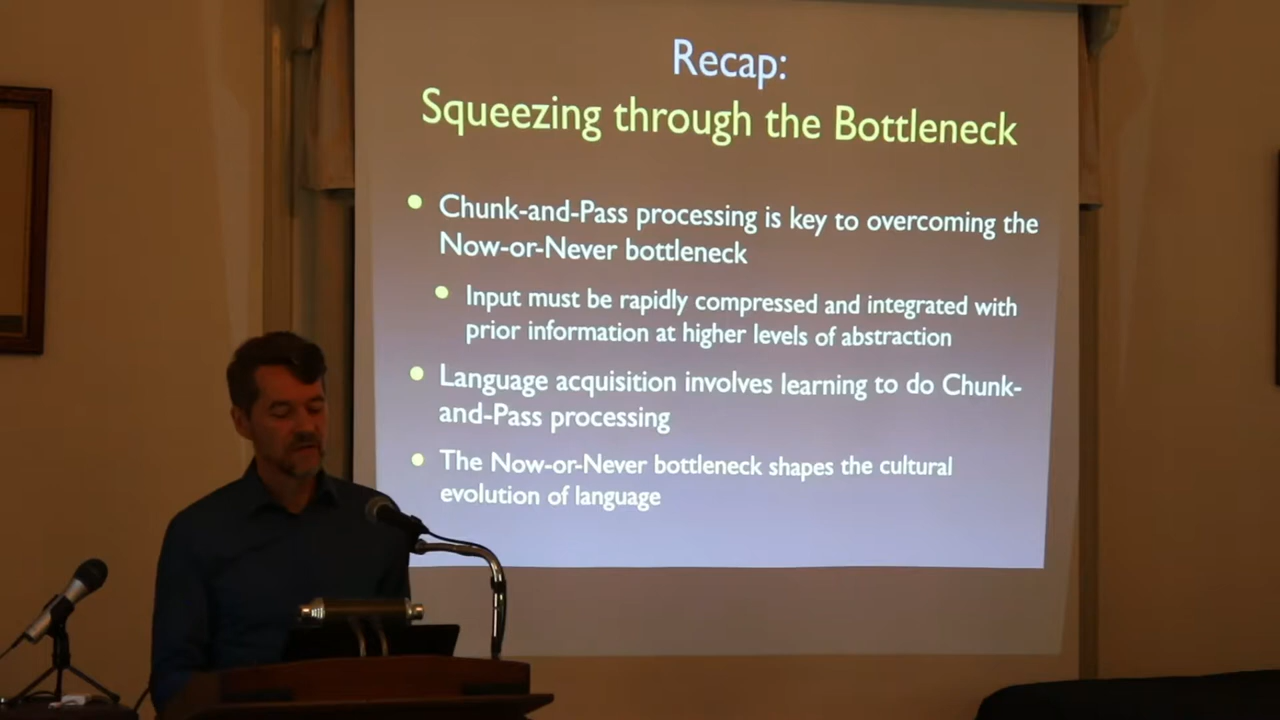 Recap:
Squeezing through the Bottleneck
Chunk-and-Pass processing is key to overcoming the
Now-or-Never bottleneck
Input must be rapidly compressed and integrated with
prior information at higher levels of abstraction
Language acquisition involves learning to do Chunk-
and-Pass processing
The Now-or-Never bottleneck shapes the cultural
evolution of language